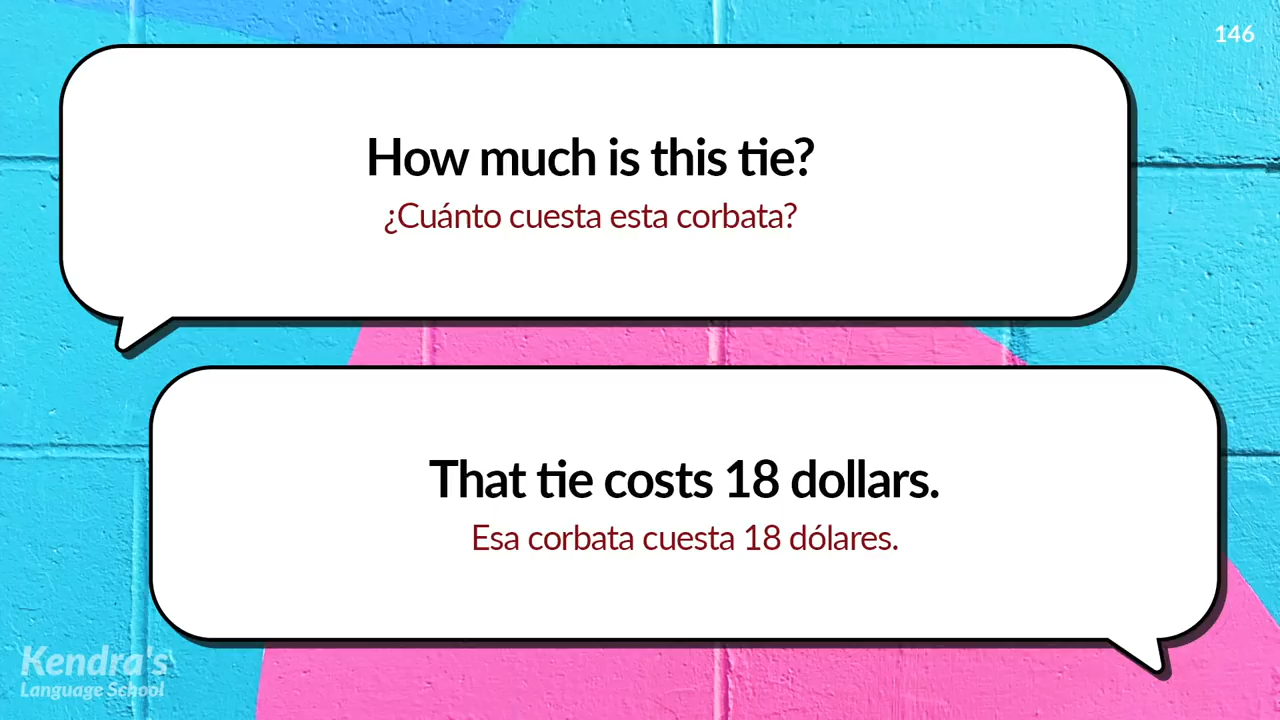 146
How much is this tie?
¿Cuánto cuesta esta corbata?
That tie costs 18 dollars.
Esa corbata cuesta 18 dólares.
Kendra's
Language School